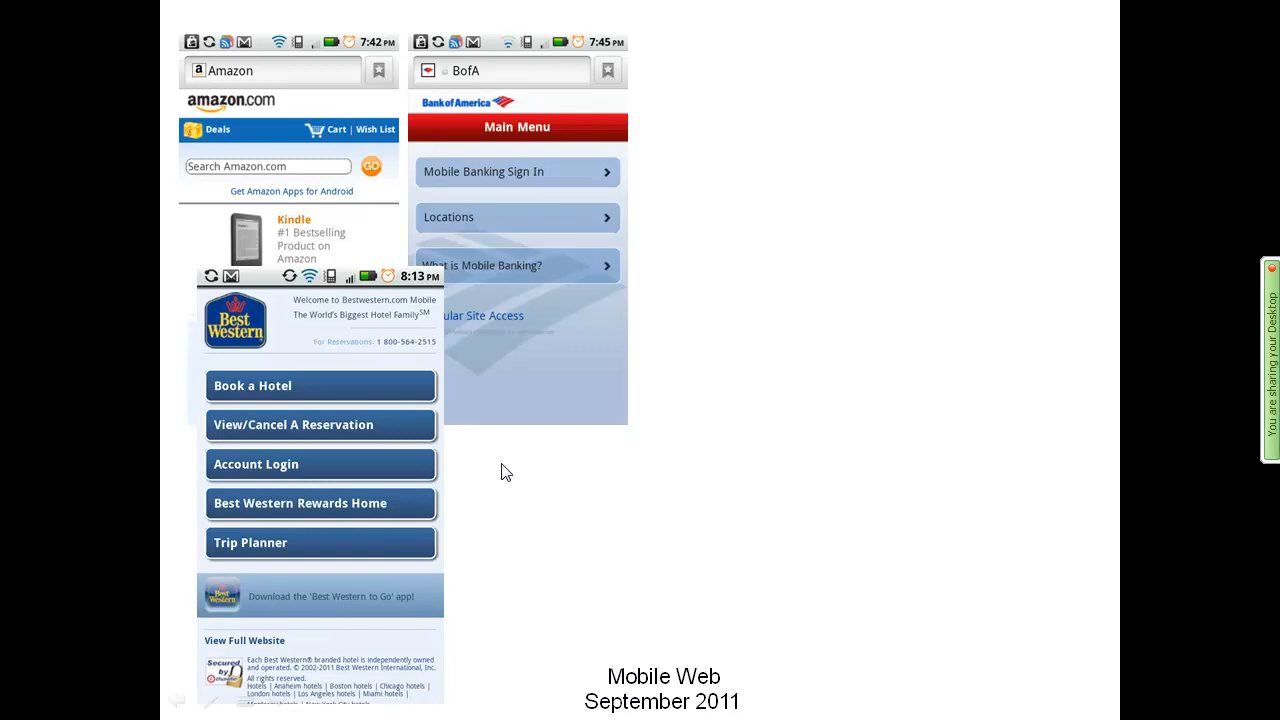 7:42 PM
Amazon
amazon.com
Deals
Cart | Wish List
Search Amazon.com
GO
Get Amazon Apps for Android
Kindle
#1 Bestselling
Product on
Amazon
7:45 PM
BofA
Bank of America
Main Menu
Mobile Banking Sign In
Locations
What is Mobile Banking?
ular Site Access
8:13 PM
Best
Western
Welcome to Bestwestern.com Mobile
The World's Biggest Hotel Family SM
For Reservations: 1 800-564-2515
Book a Hotel
View/Cancel A Reservation
Account Login
Best Western Rewards Home
Trip Planner
Best
Western
Download the 'Best Western to Go' app!
View Full Website
Secured
by
Each Best Western® branded hotel is independently owned
and operated. © 2002-2011 Best Western International, Inc.
All rights reserved.
Hotels | Anaheim hotels | Boston hotels | Chicago hotels |
London hotels | Los Angeles hotels | Miami hotels |
Mobile Web
September 2011
You are sharing your Desktop